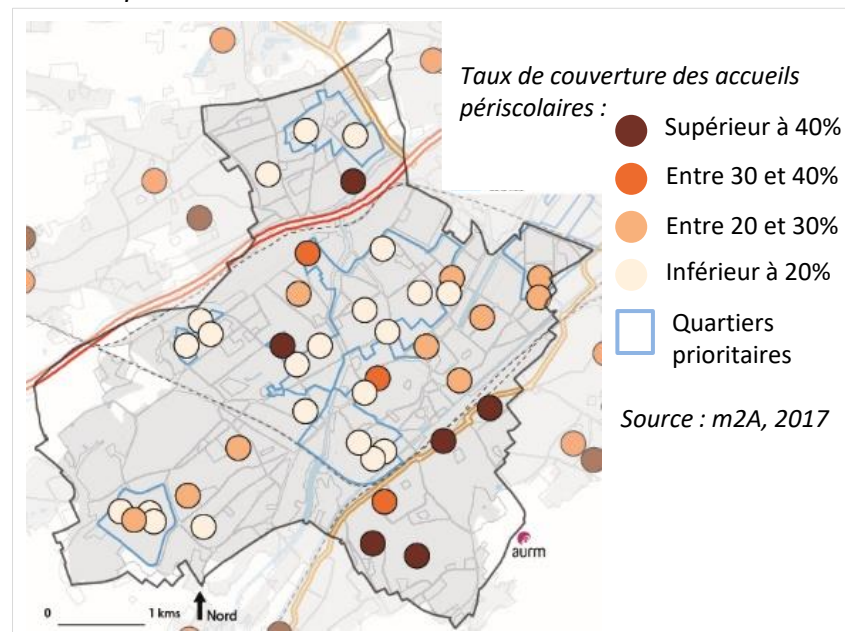 Taux de couverture des accueils
périscolaires :
Supérieur à 40%
Entre 30 et 40%
Entre 20 et 30%
Inférieur à 20%
Quartiers
prioritaires
Source : m2A, 2017
aurm
0 1 kms Nord